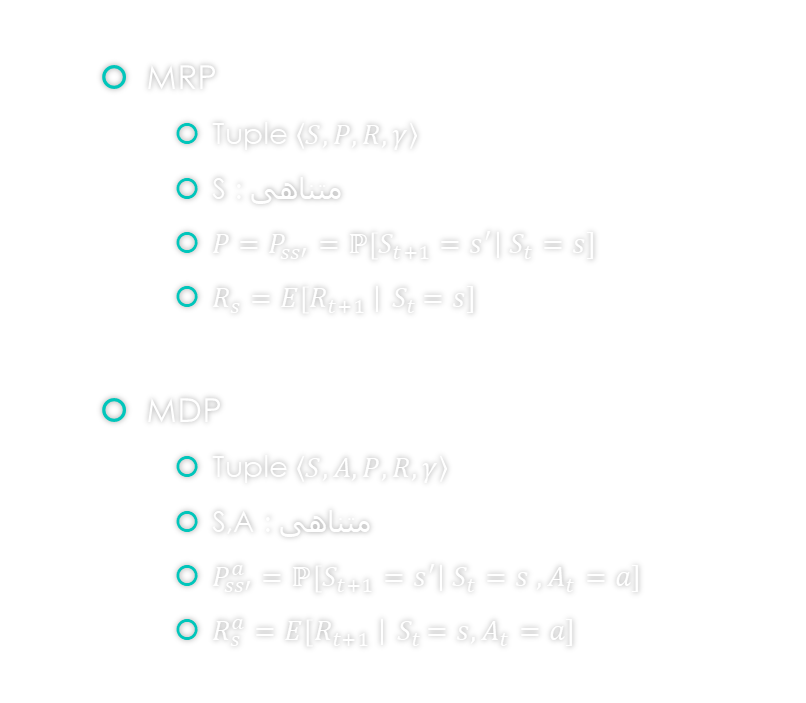 MRP
Tuple ⟨S, P, R, γ⟩
S : متناهی
P = P_{ss′} = ℙ[S_{t+1} = s′| S_t = s]
R_s = E[R_{t+1} | S_t = s]
MDP
Tuple ⟨S, A, P, R, γ⟩
S,A : متناهی
P^a_{ss′} = ℙ[S_{t+1} = s′| S_t = s , A_t = a]
R^a_s = E[R_{t+1} | S_t = s, A_t = a]